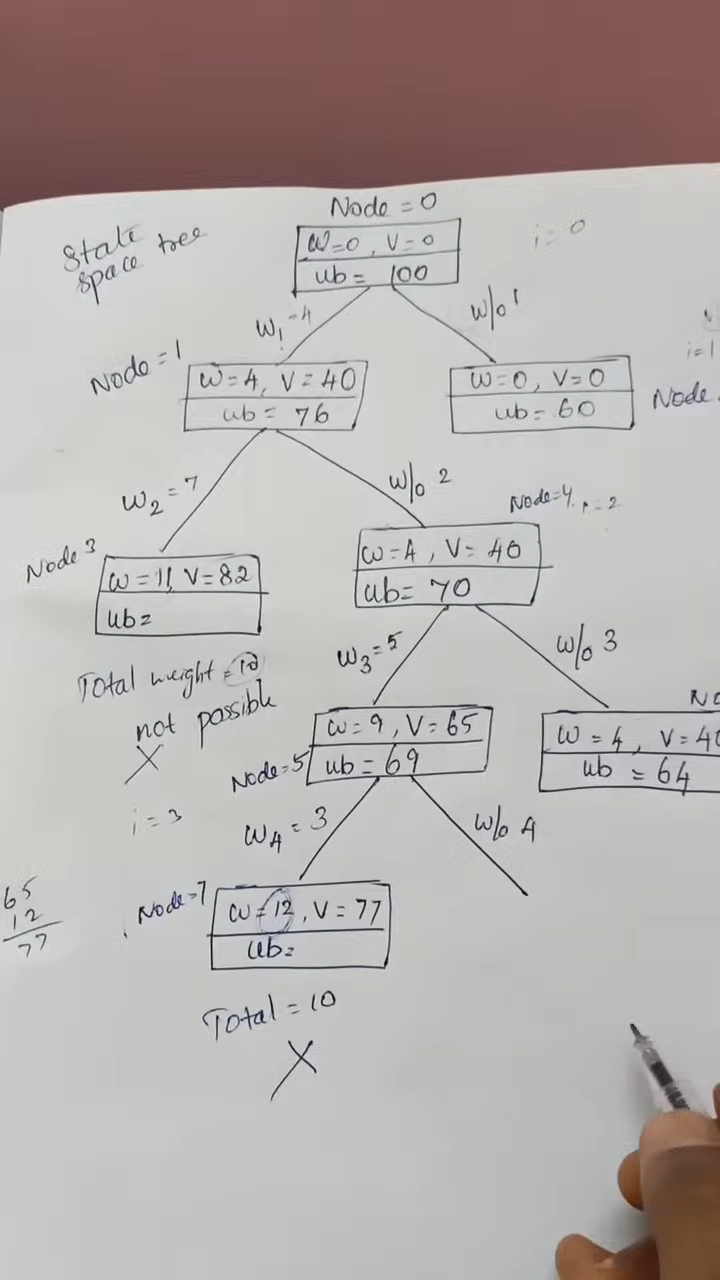 Node = 0
State
space tree
W=0, V=0
i=0
ub = 100
W1=4
w/o 1
Node=1
i=1
W=4, V=40
W=0, V=0
Node
ub = 76
ub = 60
W2=7
w/o 2
Node=4
i=2
Node 3
W=4, V=40
W=11, V=82
ub= 70
ub=
W3=5
w/o 3
Total weight=10
not possible
X
W=9, V=65
W=4, V=40
Node=5
ub=69
ub = 64
i=3
W4=3
w/o 4
65
12
77
Node=7
W=12, V=77
ub=
Total=10
X